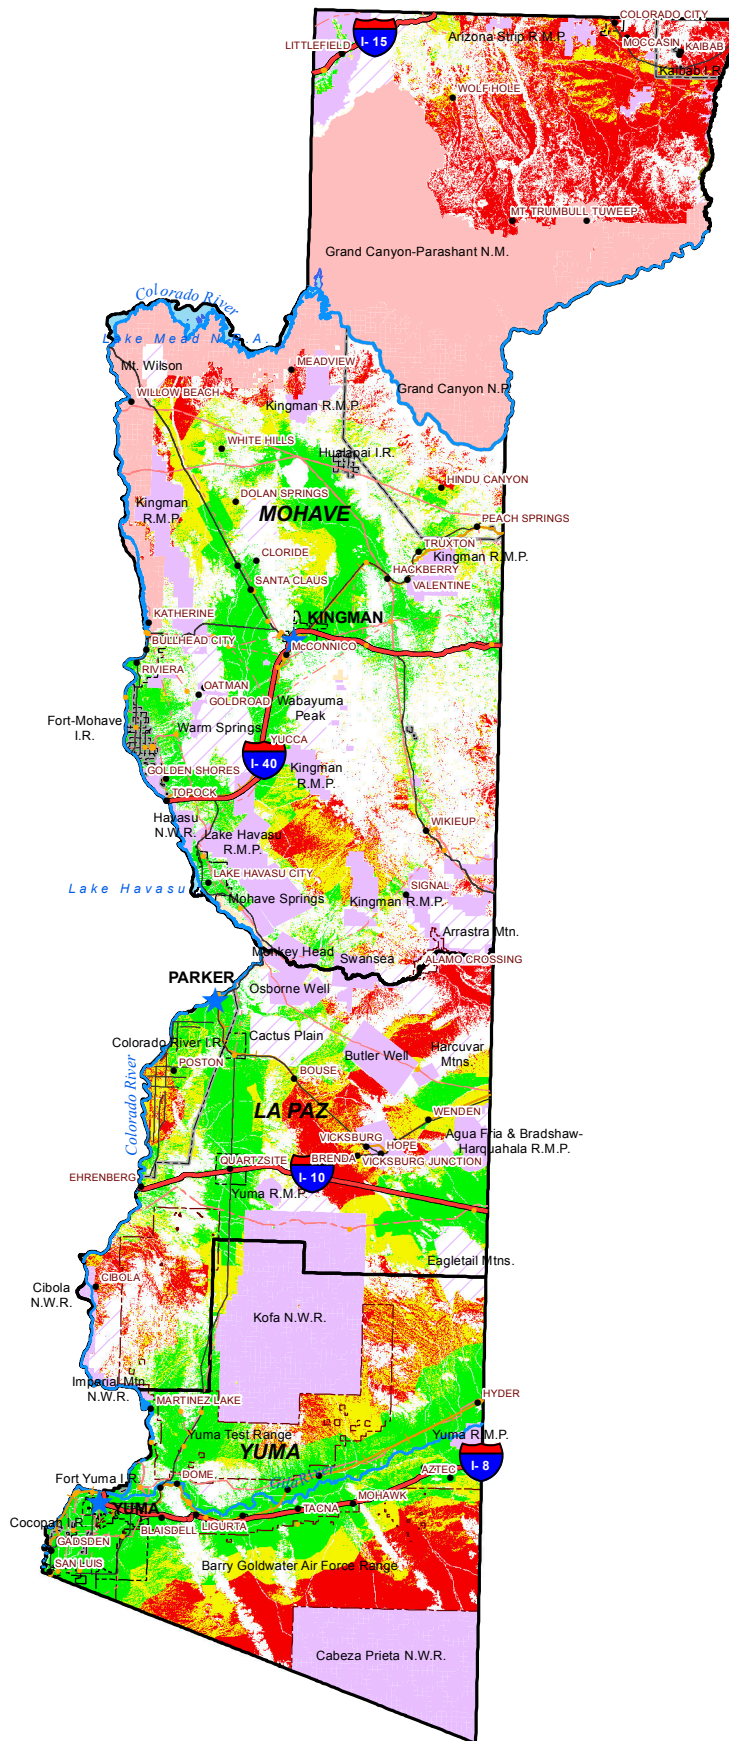 COLORADO CITY
I- 15
Arizona Strip R.M.P.
LITTLEFIELD
MOCCASIN
KAIBAB
Kaibab I.R.
WOLF HOLE
MT. TRUMBULL
TUWEEP
Grand Canyon-Parashant N.M.
Colorado River
Lake Mead N.R.A.
Mt. Wilson
MEADVIEW
Grand Canyon N.P.
WILLOW BEACH
Kingman R.M.P.
WHITE HILLS
Hualapai I.R.
HINDU CANYON
DOLAN SPRINGS
Kingman
R.M.P.
MOHAVE
PEACH SPRINGS
TRUXTON
Kingman R.M.P.
CLORIDE
HACKBERRY
SANTA CLAUS
VALENTINE
KATHERINE
KINGMAN
BULLHEAD CITY
McCONNICO
RIVIERA
OATMAN
GOLDROAD
Wabayuma
Peak
Fort-Mohave
I.R.
Warm Springs
YUCCA
I- 40
Kingman
R.M.P.
GOLDEN SHORES
TOPOCK
Havasu
N.W.R.
Lake Havasu
R.M.P.
WIKIEUP
LAKE HAVASU CITY
Lake Havasu
SIGNAL
Mohave Springs
Kingman R.M.P.
Arrastra Mtn.
Monkey Head
Swansea
ALAMO CROSSING
PARKER
Osborne Well
Cactus Plain
Colorado River I.R.
Butler Well
Harcuvar
Mtns.
POSTON
BOUSE
Colorado River
LA PAZ
WENDEN
VICKSBURG
Agua Fria & Bradshaw-
Harquahala R.M.P.
HOPE
BRENDA
VICKSBURG JUNCTION
QUARTZSITE
I- 10
EHRENBERG
Yuma R.M.P.
Eagletail Mtns.
CIBOLA
Cibola
N.W.R.
Kofa N.W.R.
Imperial Mtn.
N.W.R.
HYDER
MARTINEZ LAKE
Yuma Test Range
Yuma R.M.P.
YUMA
I- 8
Fort Yuma I.R.
DOME
Gila River
AZTEC
YUMA
MOHAWK
TACNA
Cocopah I.R.
BLAISDELL
LIGURTA
GADSDEN
SAN LUIS
Barry Goldwater Air Force Range
Cabeza Prieta N.W.R.